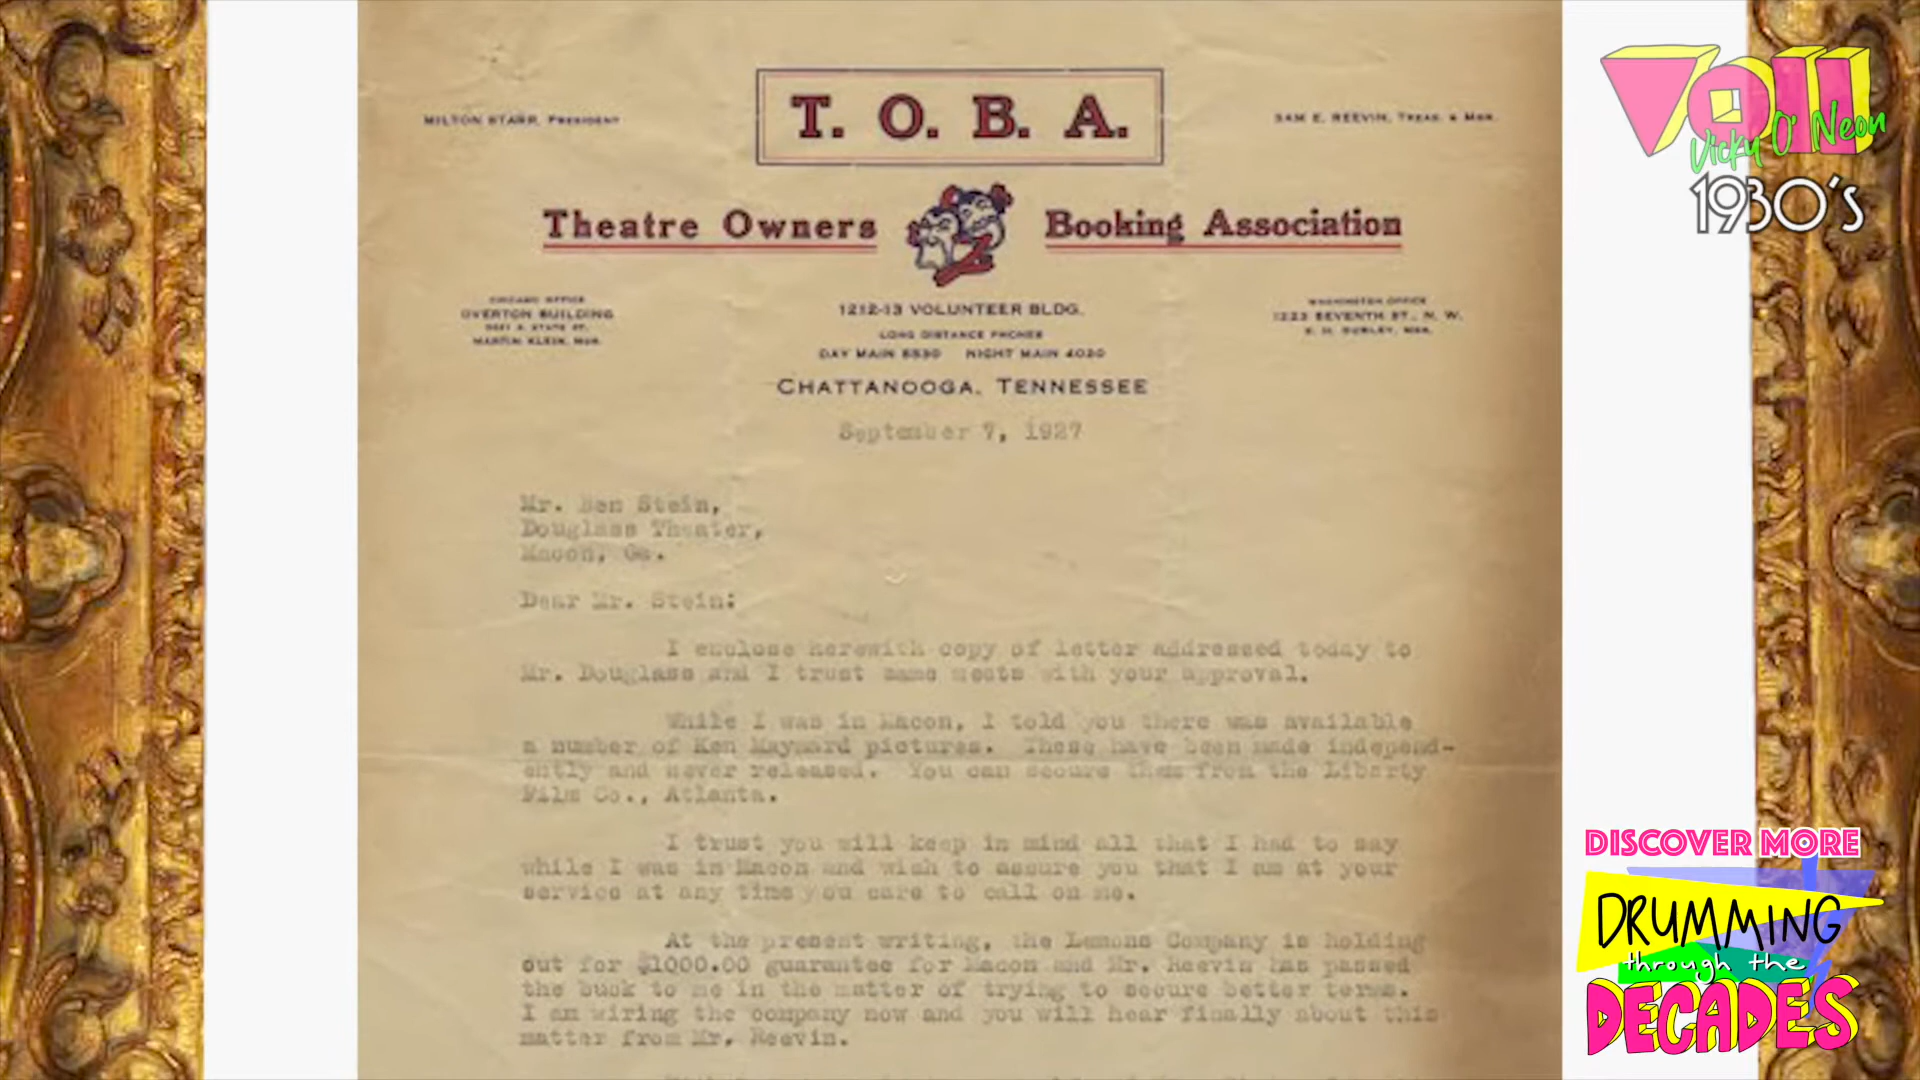 T. O. B. A.
MILTON STARR, PRESIDENT
SAM E. REEVIN, TREAS. & MGR.
Theatre Owners Booking Association
CHICAGO OFFICE
OVERTON BUILDING
MARTIN KLEIN, MGR.
1212-13 VOLUNTEER BLDG.
LONG DISTANCE PHONES
DAY MAIN 8530 NIGHT MAIN 4020
CHATTANOOGA, TENNESSEE
WASHINGTON OFFICE
1223 SEVENTH ST., N. W.
September 7, 1927
Mr. Ben Stein,
Douglass Theater,
Macon, Ga.
Dear Mr. Stein:
I enclose herewith copy of letter addressed today to
Mr. Douglass and I trust same meets with your approval.
While I was in Macon, I told you there was available
a number of Ken Maynard pictures. These have been made independ-
ently and never released. You can secure them from the Liberty
Film Co., Atlanta.
I trust you will keep in mind all that I had to say
while I was in Macon and wish to assure you that I am at your
service at any time you care to call on me.
At the present writing, the Lemons Company is holding
out for $1000.00 guarantee for Macon and Mr. Reevin has passed
the buck to me in the matter of trying to secure better terms.
I am wiring the company now and you will hear finally about this
matter from Mr. Reevin.
VOII
Vicky O' Neon
1930's
DISCOVER MORE
DRUMMING
through the
DECADES